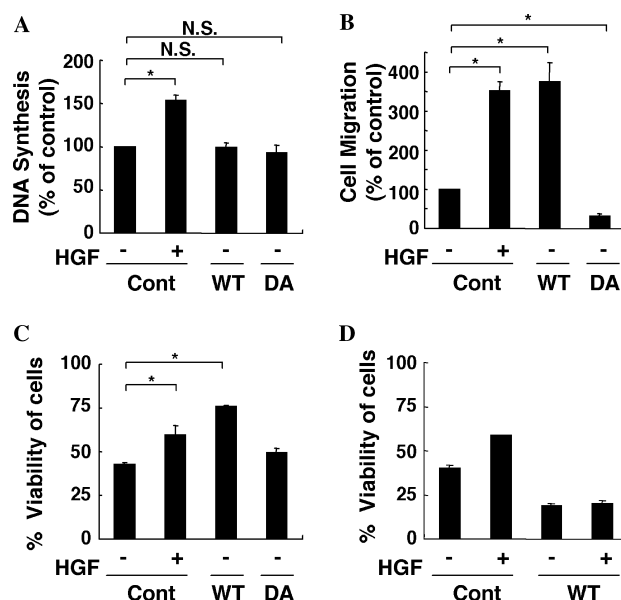 A
N.S.
N.S.
*
DNA Synthesis
(% of control)
200
150
100
50
0
HGF - + - -
Cont WT DA
B
*
*
*
Cell Migration
(% of control)
400
300
200
100
0
HGF - + - -
Cont WT DA
C
*
*
% Viability of cells
100
75
50
25
0
HGF - + - -
Cont WT DA
D
% Viability of cells
100
75
50
25
0
HGF - + - +
Cont WT